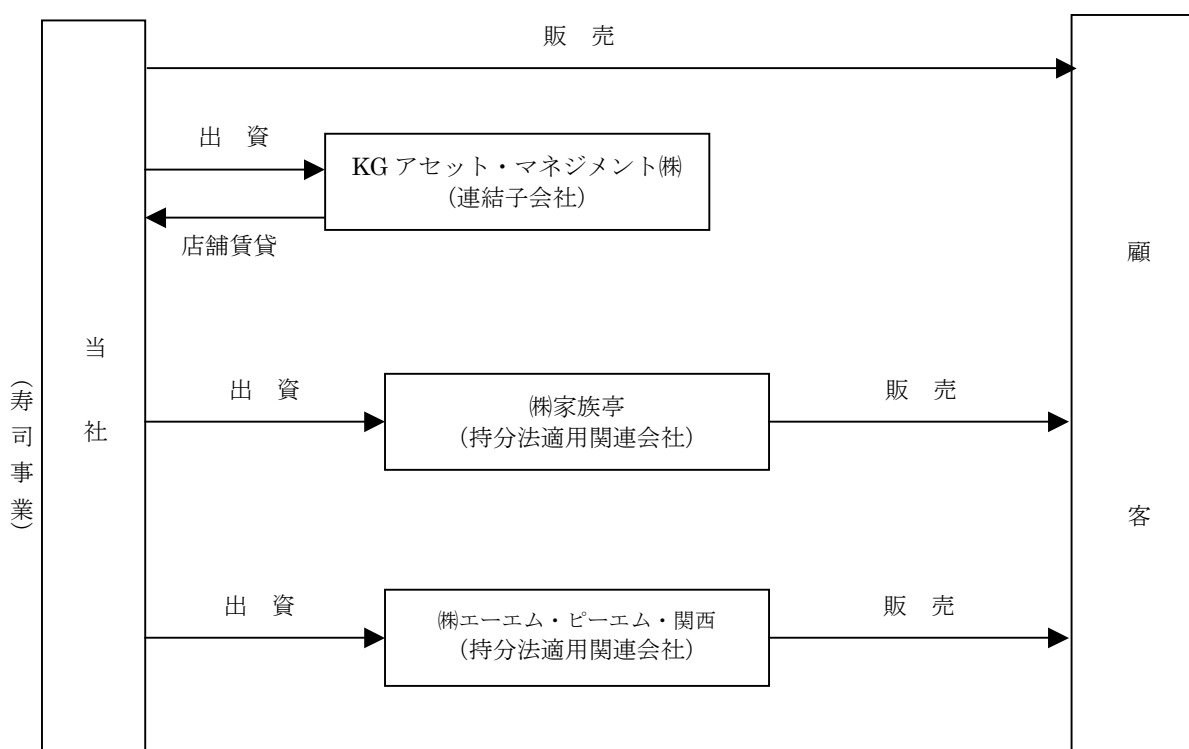 販 売
出 資
KG アセット・マネジメント㈱
（連結子会社）
店舗賃貸
顧 客
当 社
（寿司事業）
出 資
㈱家族亭
（持分法適用関連会社）
販 売
出 資
㈱エーエム・ピーエム・関西
（持分法適用関連会社）
販 売